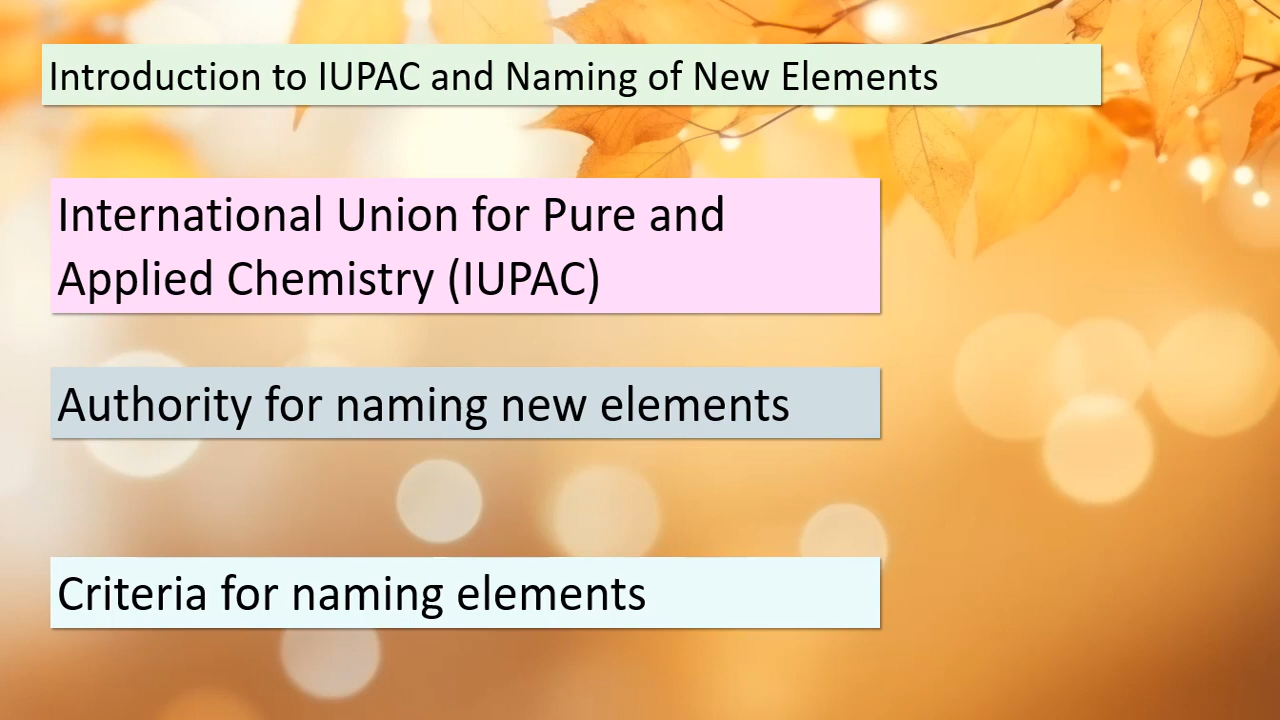 Introduction to IUPAC and Naming of New Elements
International Union for Pure and
Applied Chemistry (IUPAC)
Authority for naming new elements
Criteria for naming elements